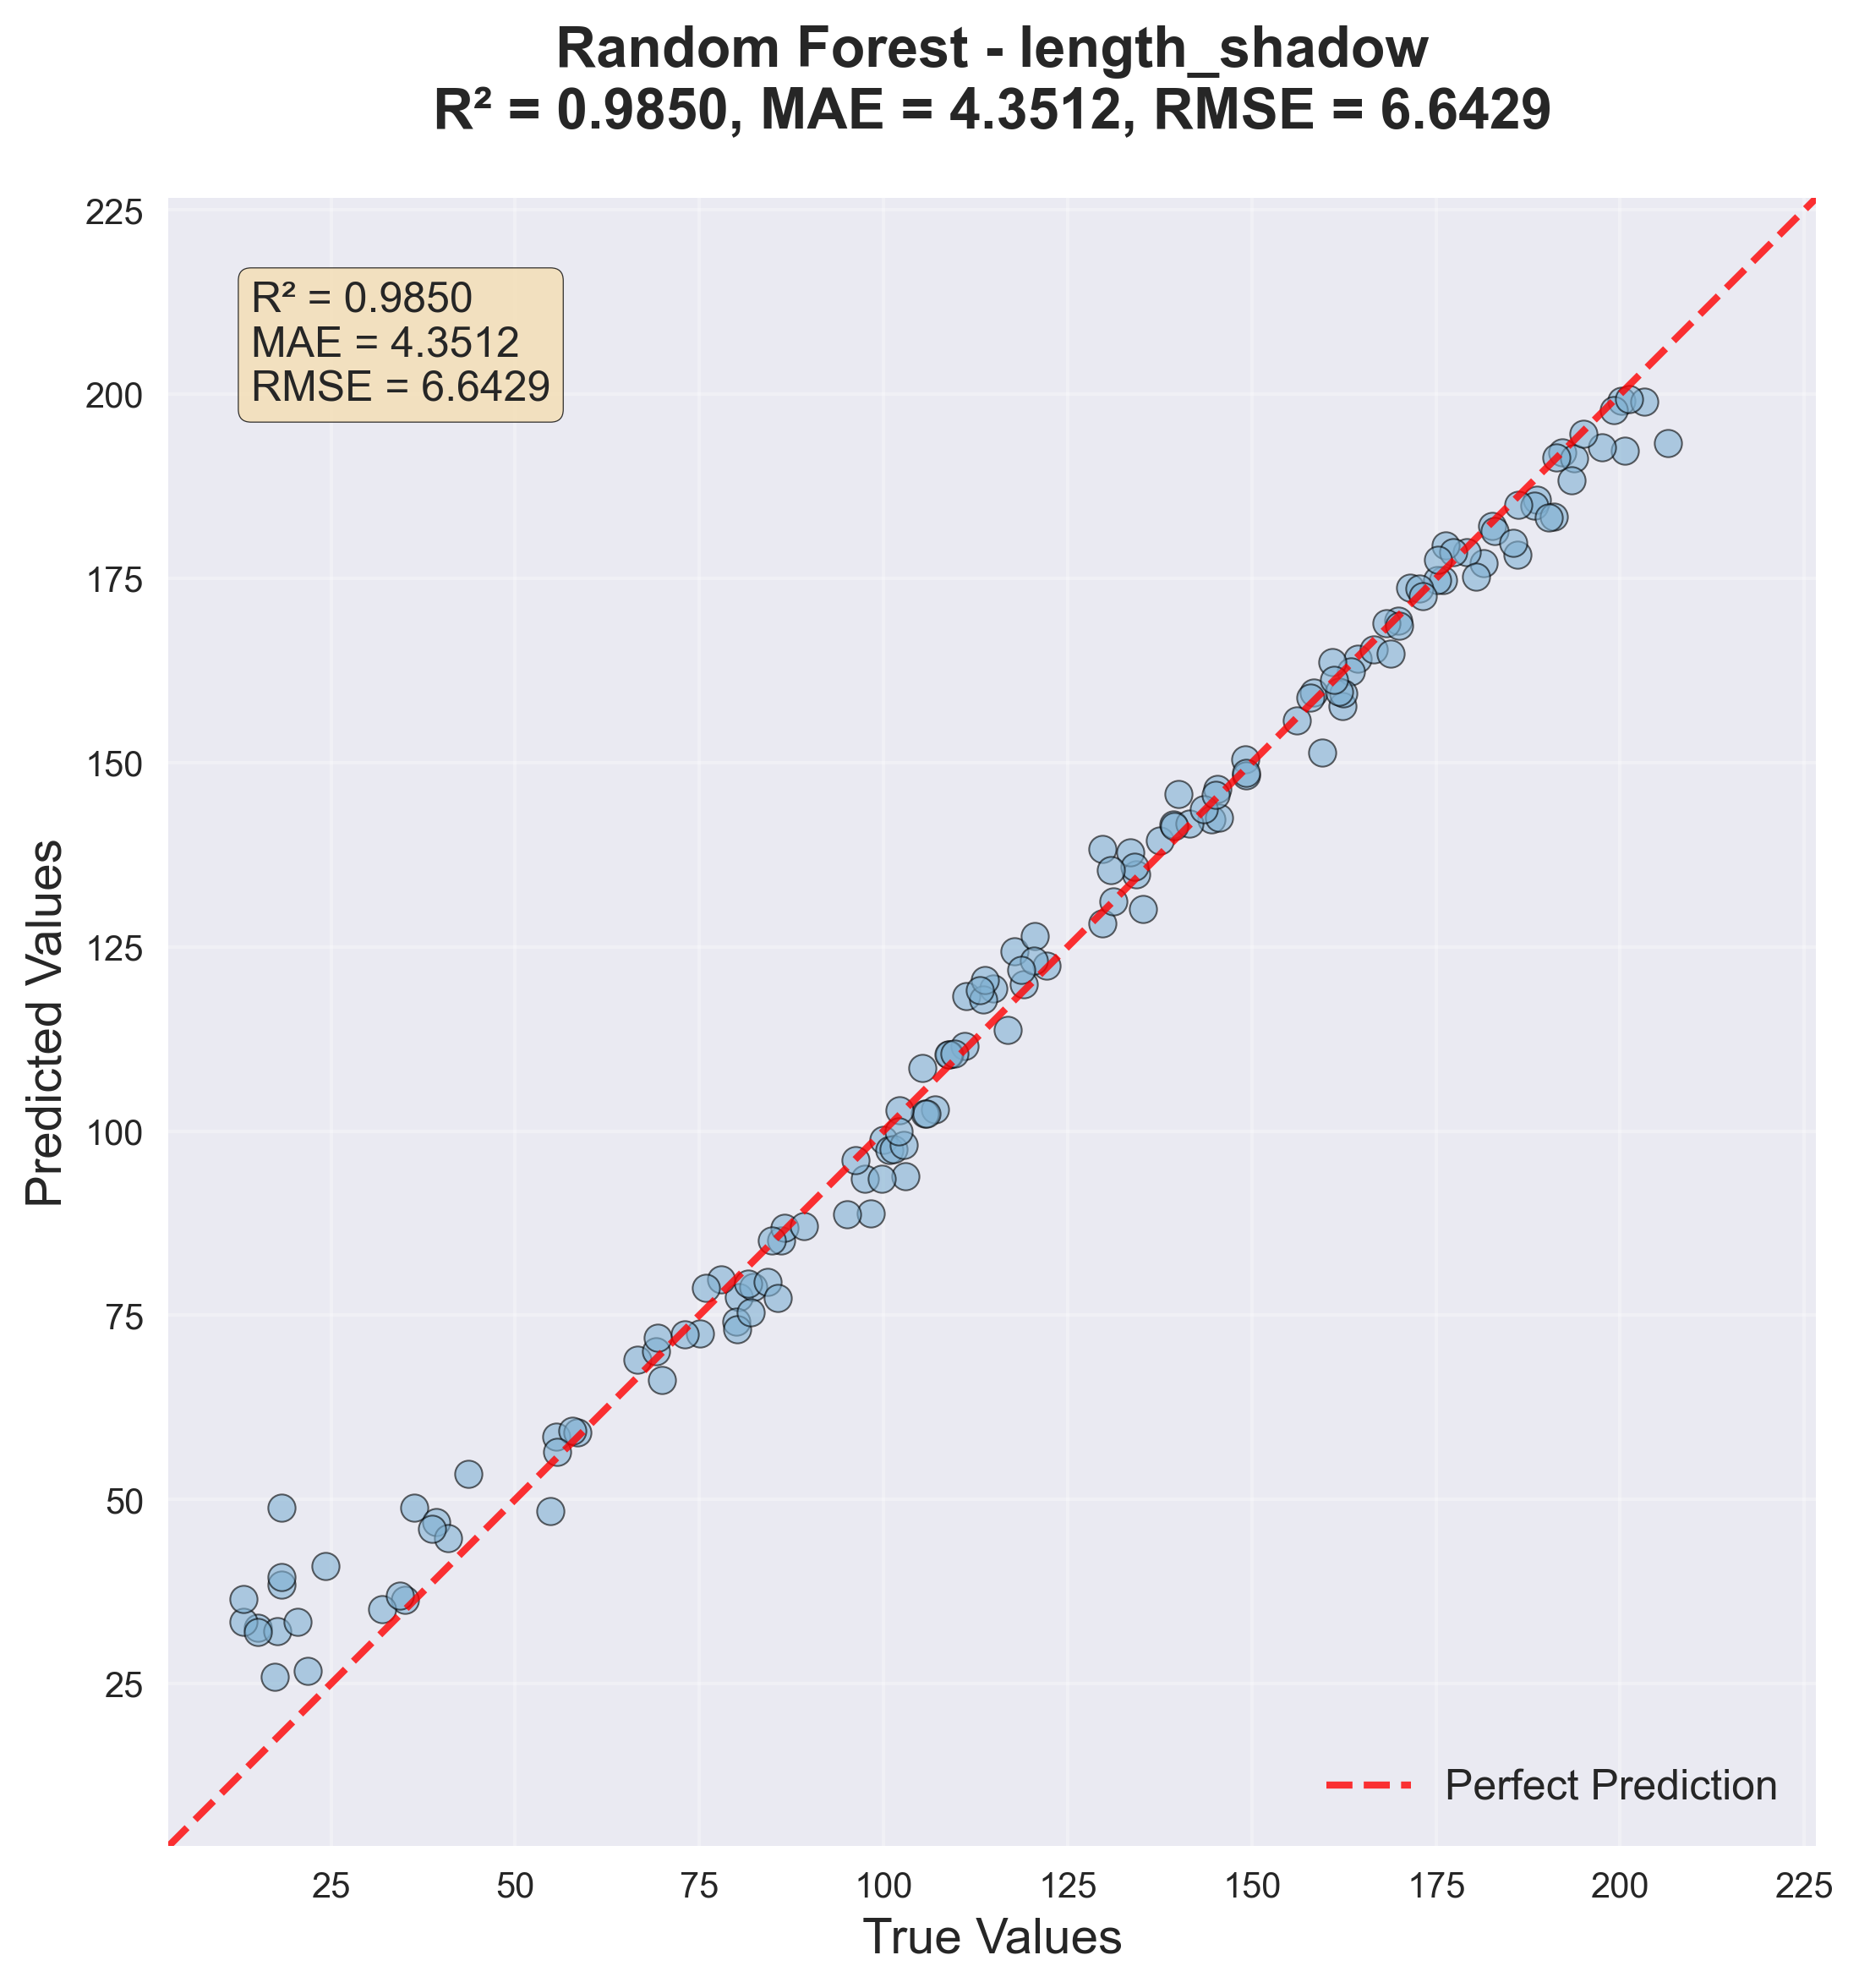 Random Forest - length_shadow
R² = 0.9850, MAE = 4.3512, RMSE = 6.6429
225
200
175
150
125
100
75
50
25
Predicted Values
R² = 0.9850
MAE = 4.3512
RMSE = 6.6429
Perfect Prediction
25 50 75 100 125 150 175 200 225
True Values